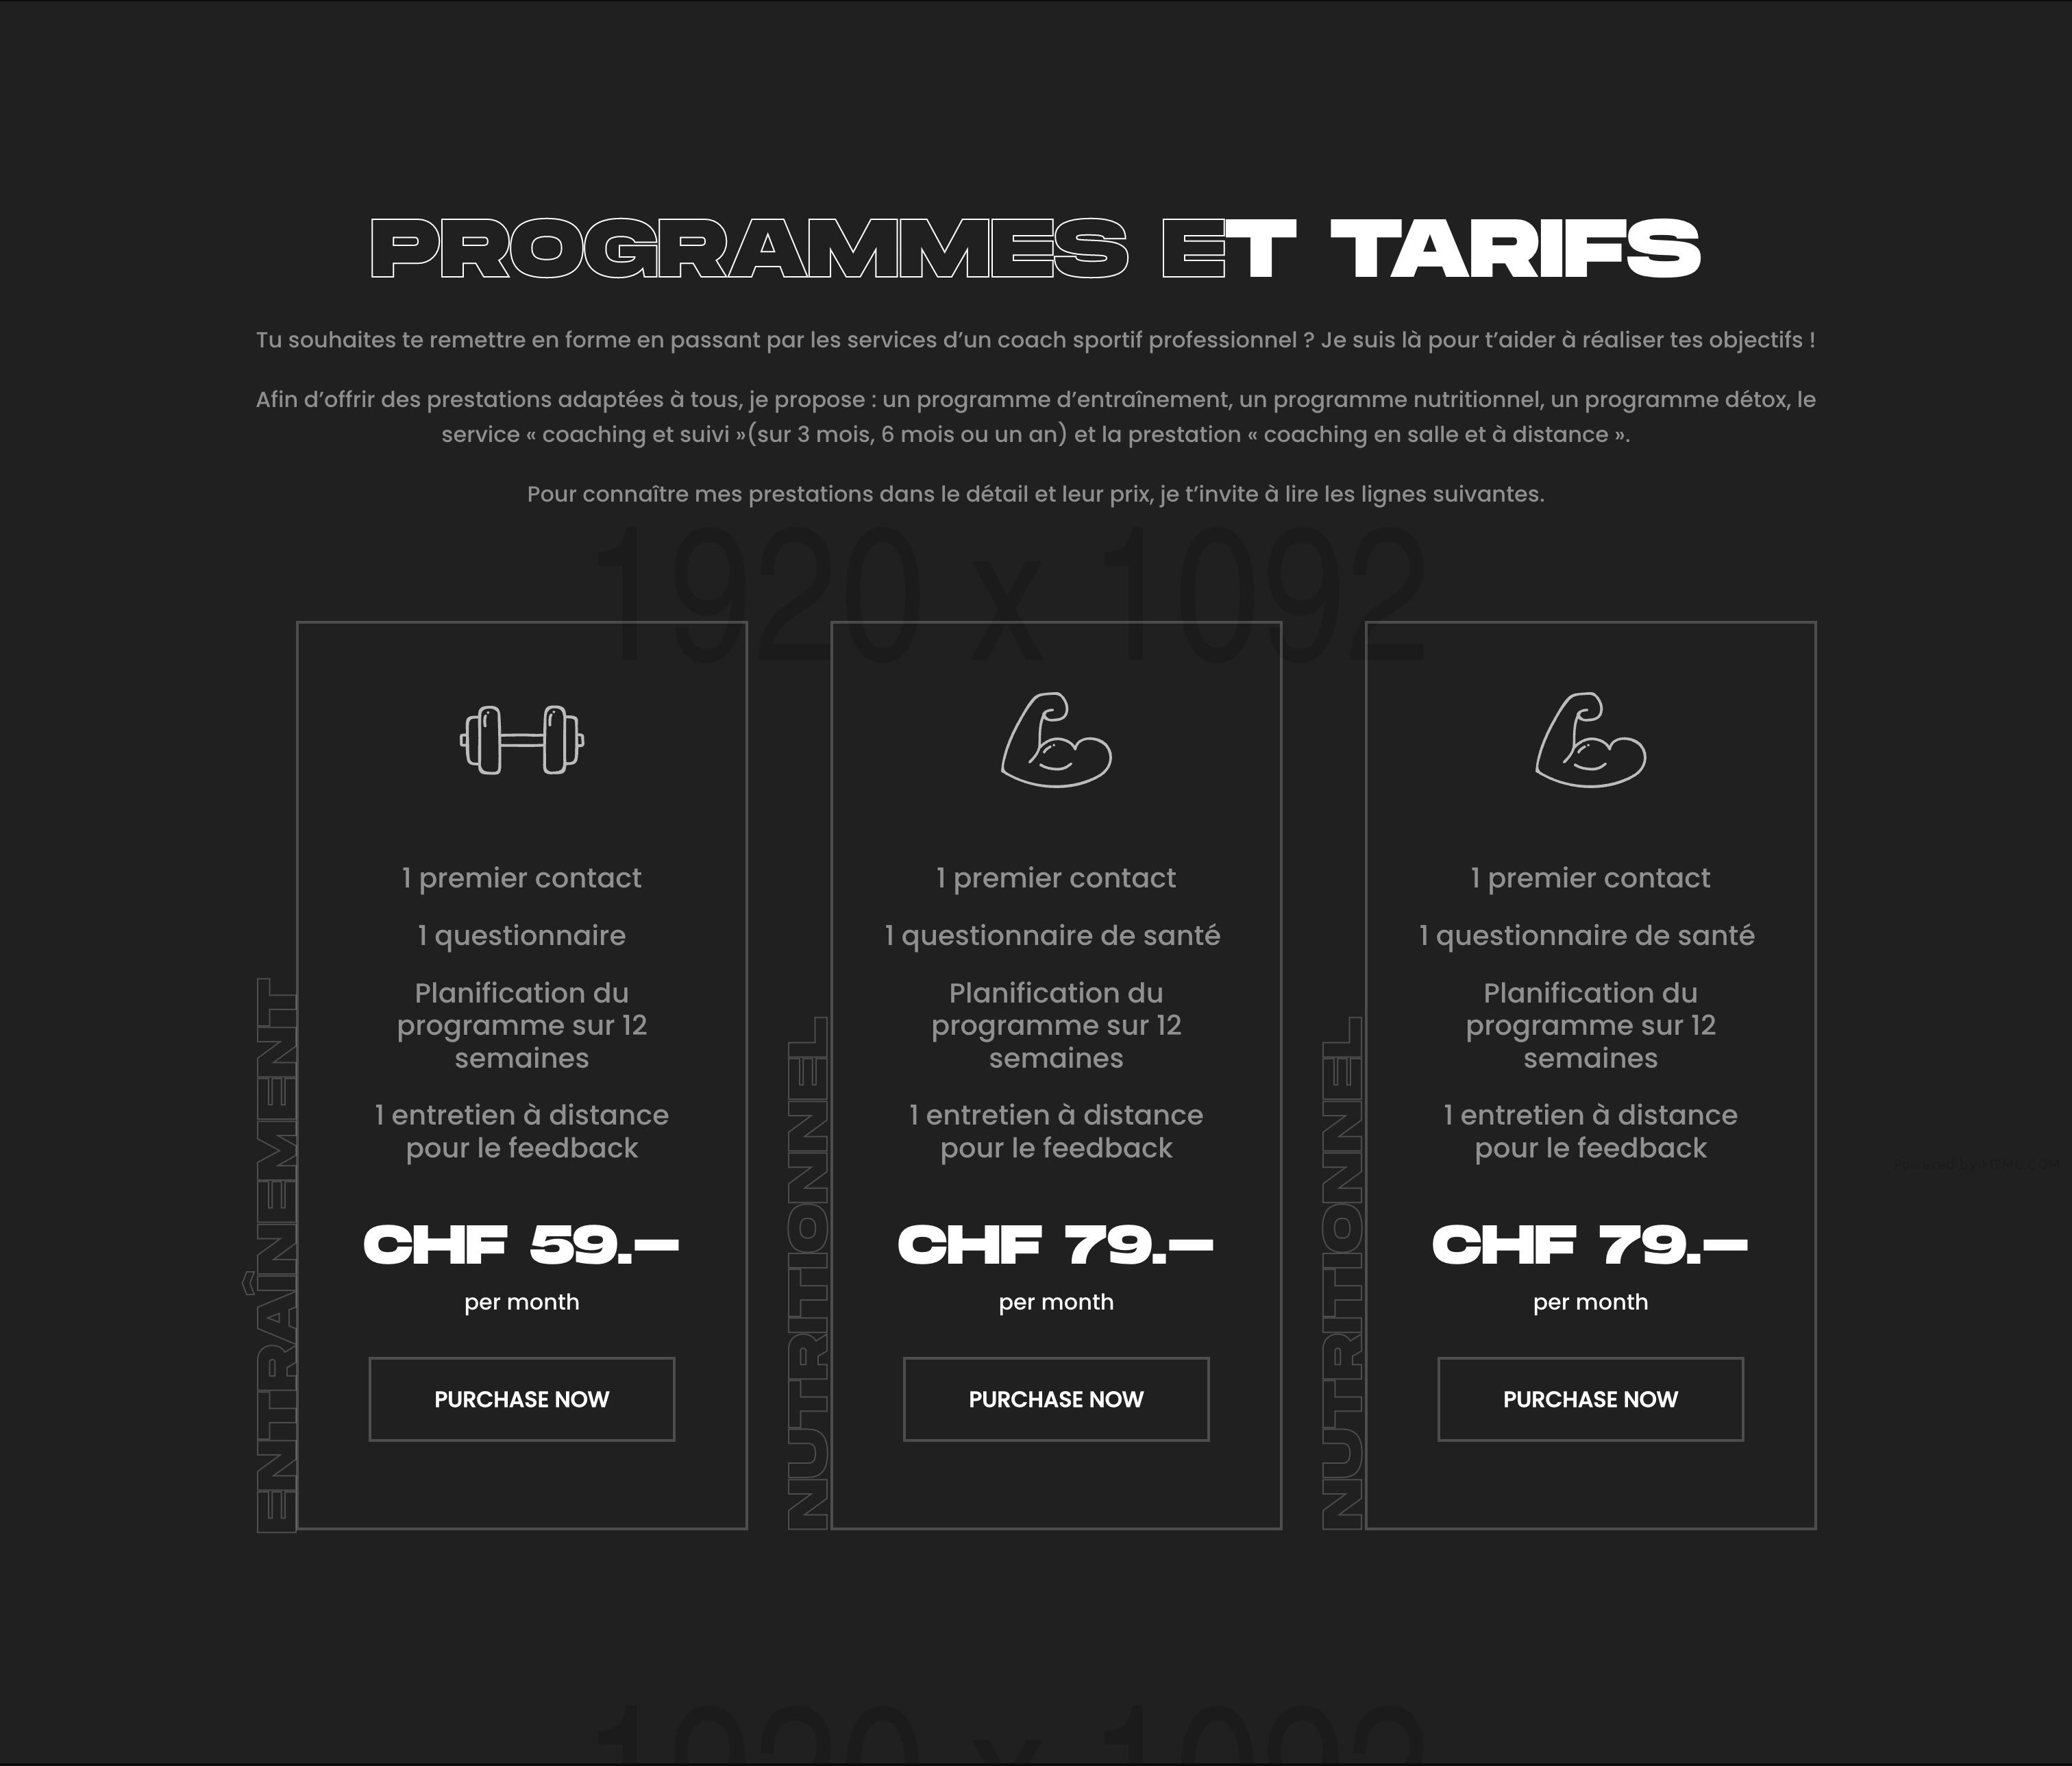 PROGRAMMES ET TARIFS
Tu souhaites te remettre en forme en passant par les services d’un coach sportif professionnel ? Je suis là pour t’aider à réaliser tes objectifs !
Afin d’offrir des prestations adaptées à tous, je propose : un programme d’entraînement, un programme nutritionnel, un programme détox, le
service « coaching et suivi »(sur 3 mois, 6 mois ou un an) et la prestation « coaching en salle et à distance ».
Pour connaître mes prestations dans le détail et leur prix, je t’invite à lire les lignes suivantes.
1920 x 1092
ENTRAÎNEMENT
1 premier contact
1 questionnaire
Planification du
programme sur 12
semaines
1 entretien à distance
pour le feedback
CHF 59.–
per month
PURCHASE NOW
NUTRITIONNEL
1 premier contact
1 questionnaire de santé
Planification du
programme sur 12
semaines
1 entretien à distance
pour le feedback
CHF 79.–
per month
PURCHASE NOW
NUTRITIONNEL
1 premier contact
1 questionnaire de santé
Planification du
programme sur 12
semaines
1 entretien à distance
pour le feedback
CHF 79.–
per month
PURCHASE NOW
Powered by HTML.COM
1920 x 1092